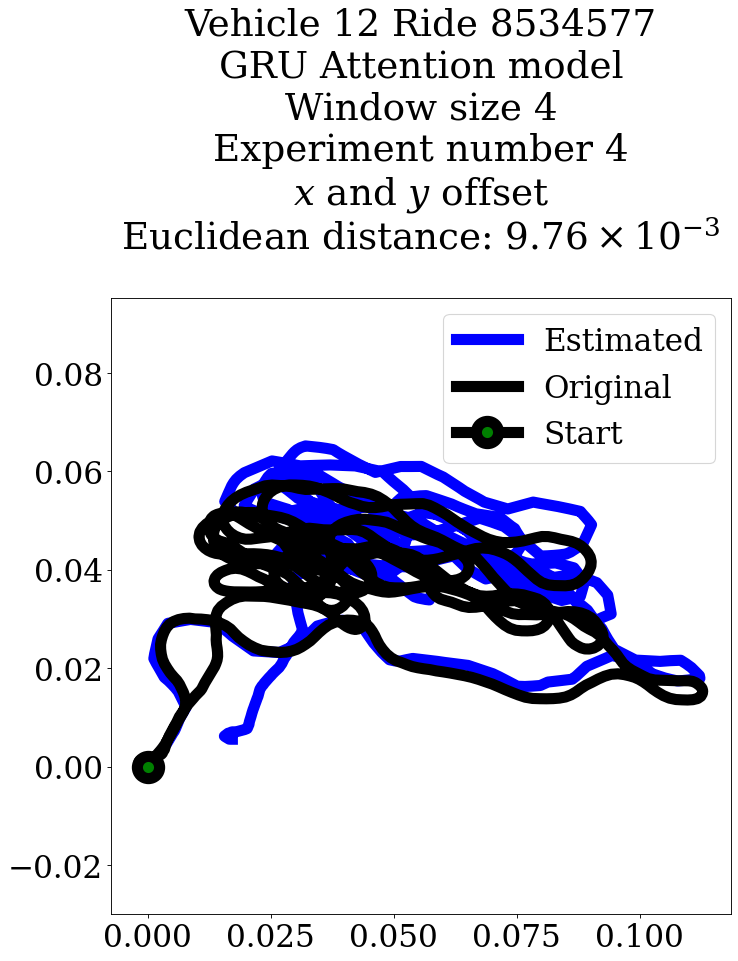 Vehicle 12 Ride 8534577
GRU Attention model
Window size 4
Experiment number 4
x and y offset
Euclidean distance: 9.76 × 10⁻³
Estimated
Original
Start
0.08
0.06
0.04
0.02
0.00
−0.02
0.000 0.025 0.050 0.075 0.100